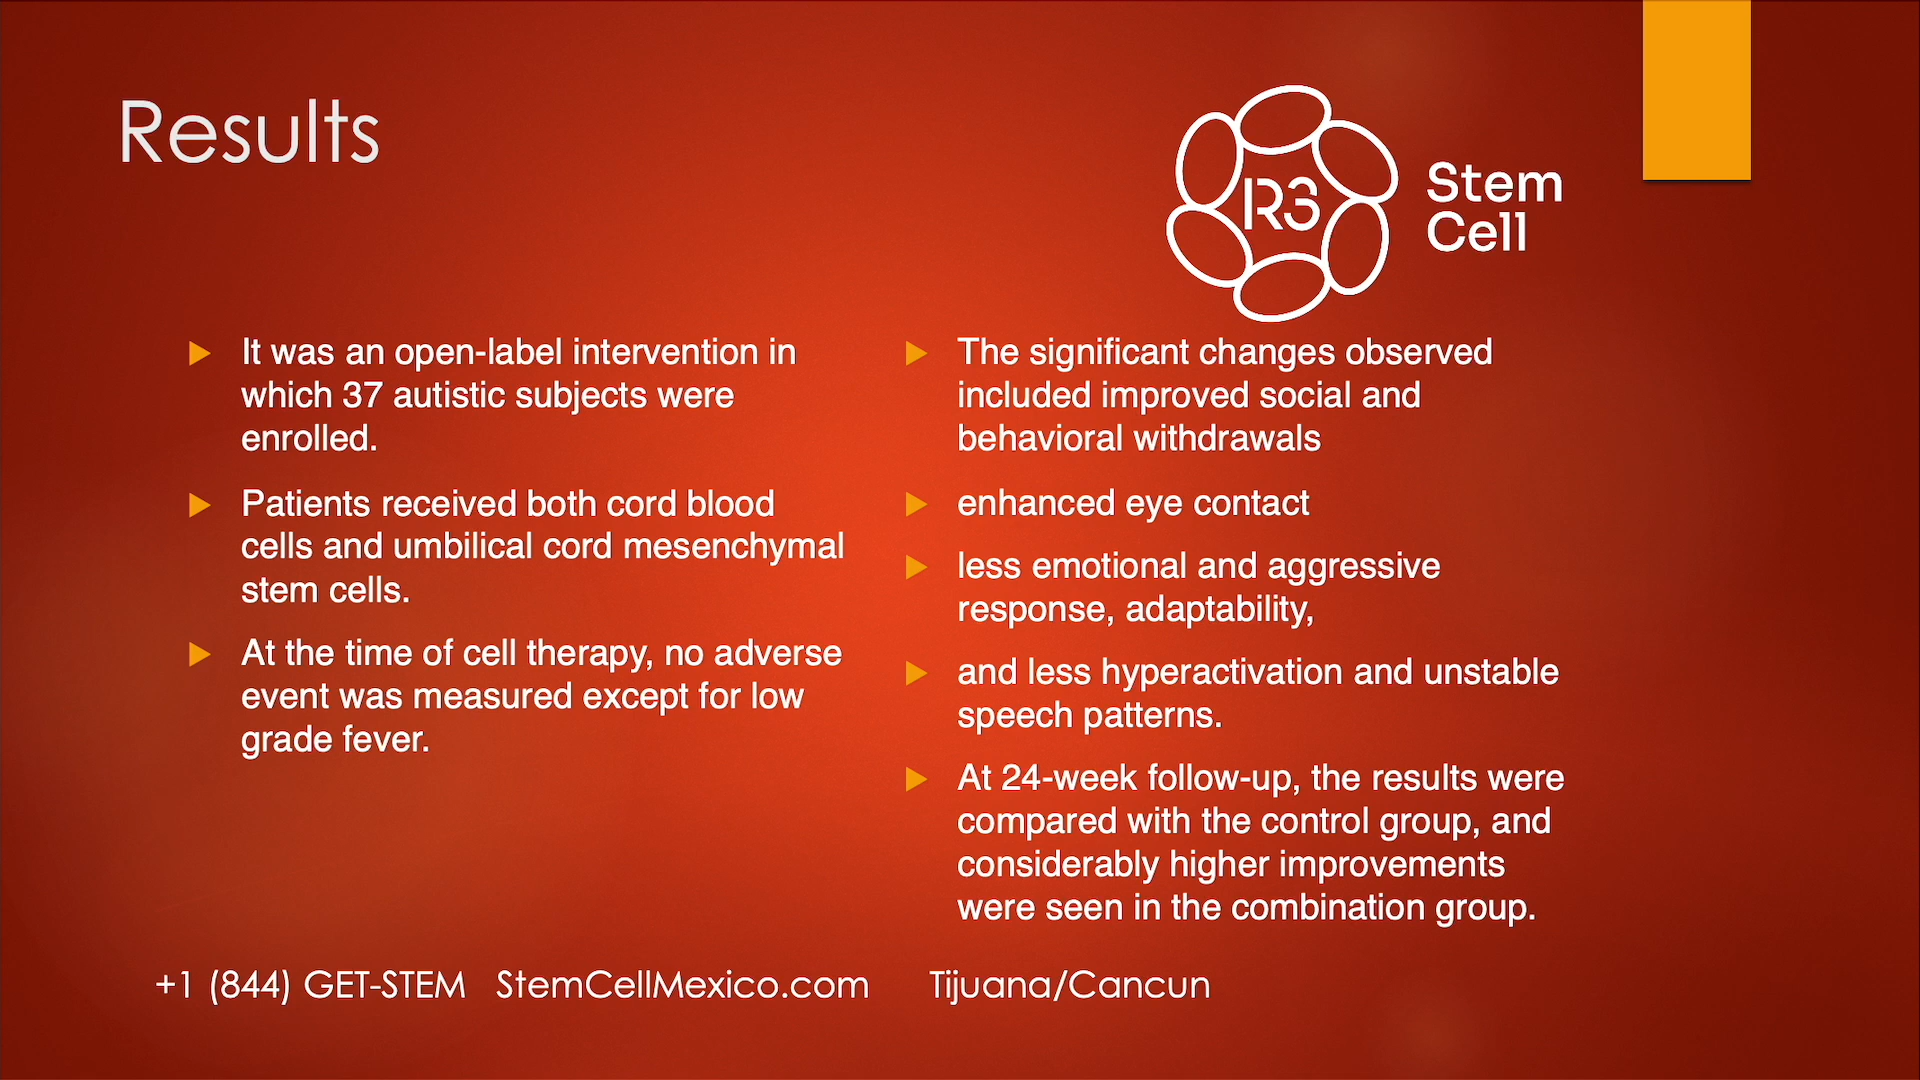 Results
R3
Stem
Cell
It was an open-label intervention in
which 37 autistic subjects were
enrolled.
Patients received both cord blood
cells and umbilical cord mesenchymal
stem cells.
At the time of cell therapy, no adverse
event was measured except for low
grade fever.
The significant changes observed
included improved social and
behavioral withdrawals
enhanced eye contact
less emotional and aggressive
response, adaptability,
and less hyperactivation and unstable
speech patterns.
At 24-week follow-up, the results were
compared with the control group, and
considerably higher improvements
were seen in the combination group.
+1 (844) GET-STEM StemCellMexico.com Tijuana/Cancun